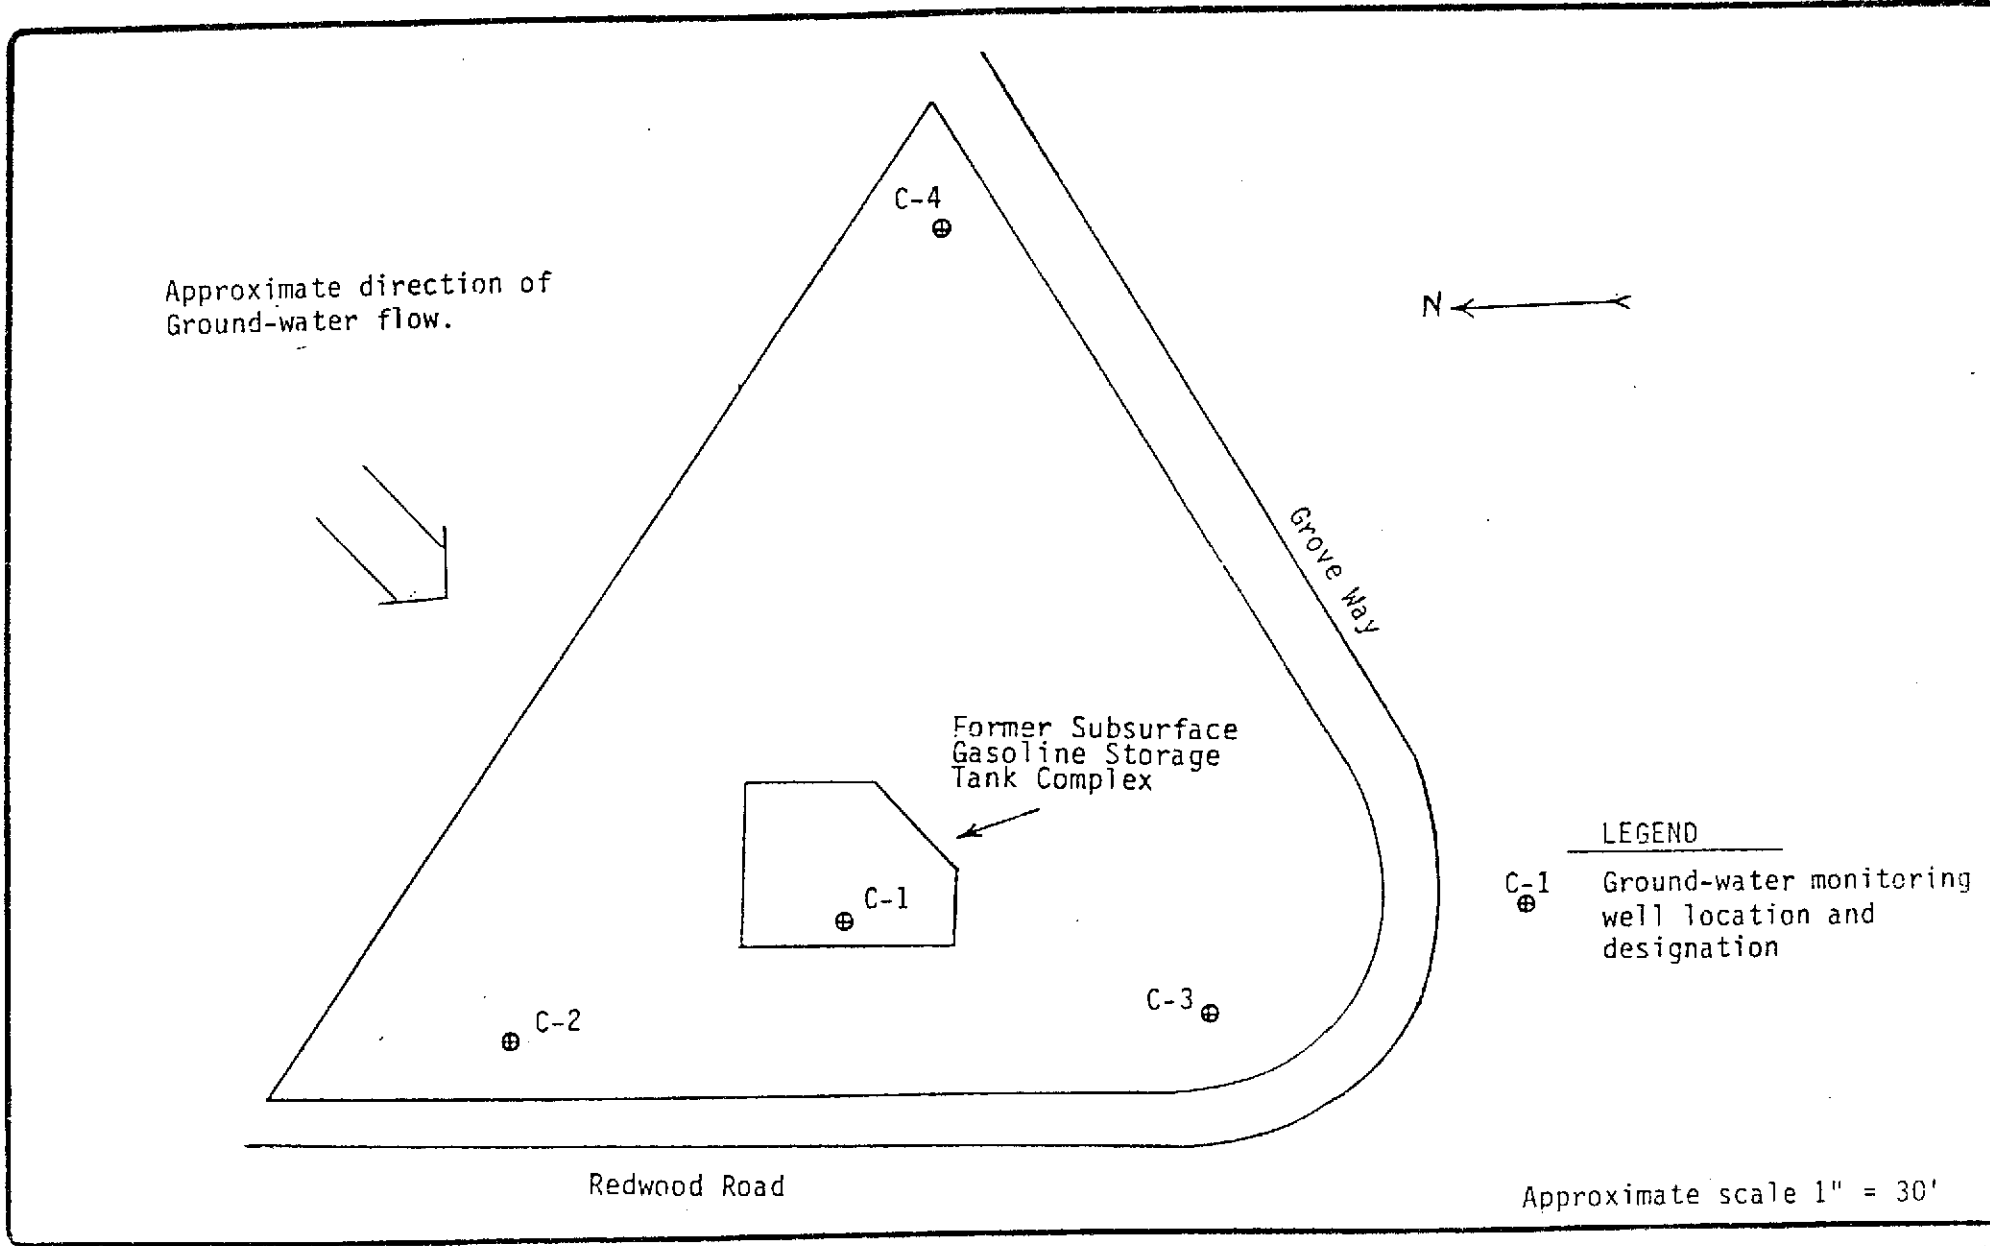 C-4
Approximate direction of
Ground-water flow.
N
Grove Way
Former Subsurface
Gasoline Storage
Tank Complex
C-1
C-2
C-3
LEGEND
C-1
Ground-water monitoring
well location and
designation
Redwood Road
Approximate scale 1" = 30'